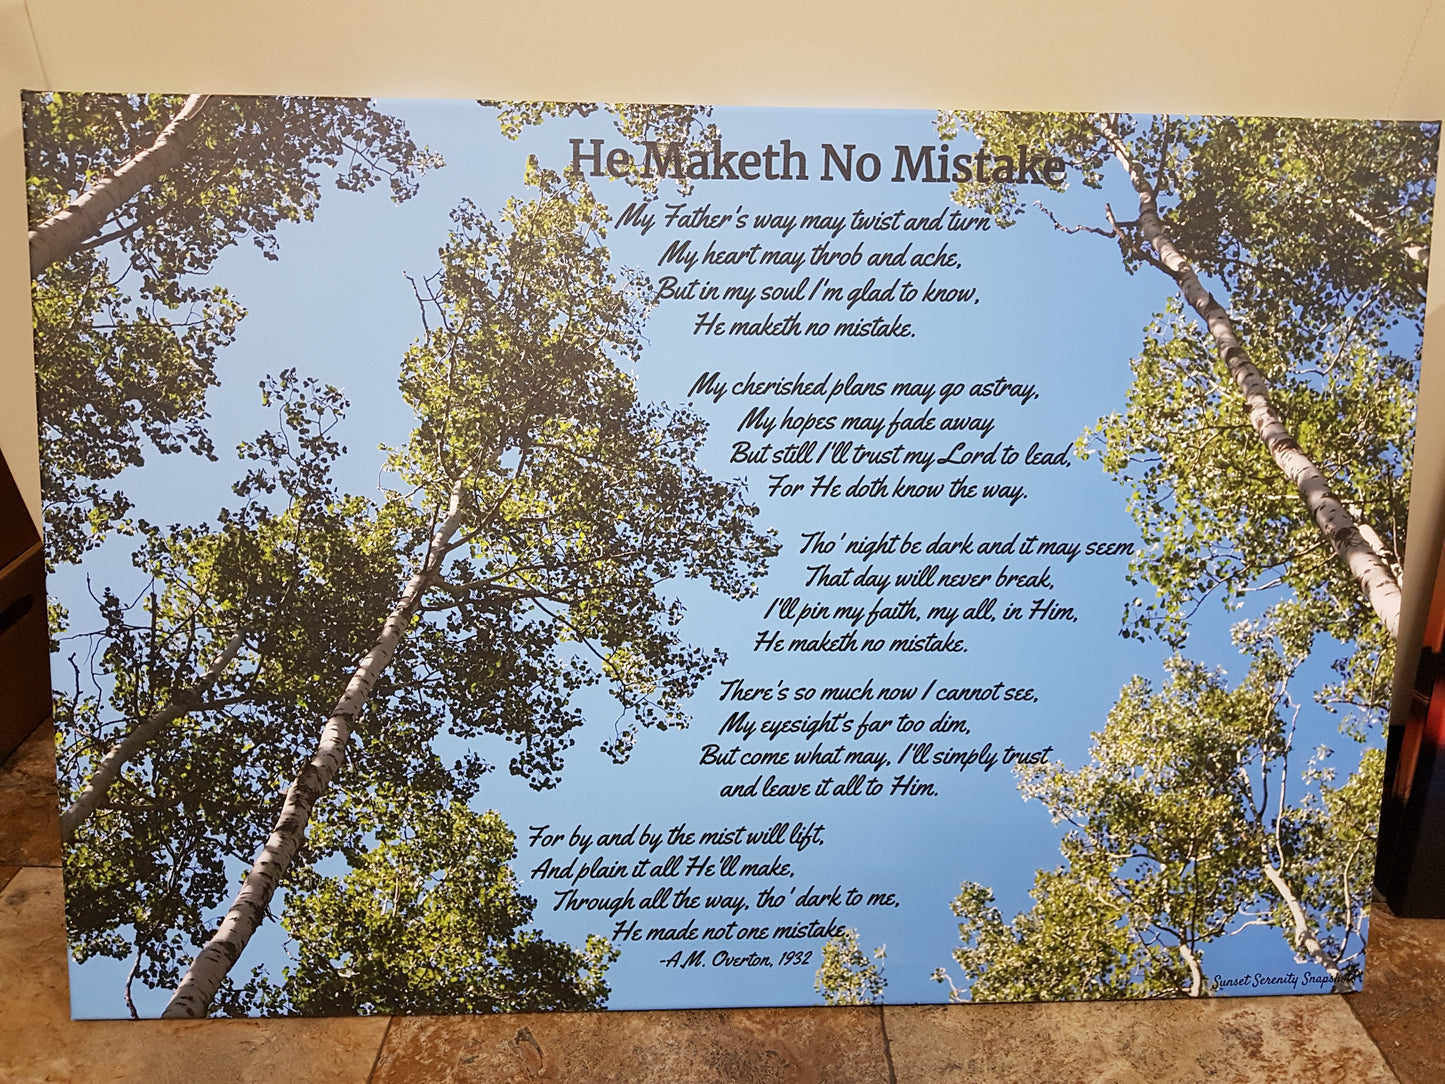 He Maketh No Mistake
My Father's way may twist and turn
My heart may throb and ache,
But in my soul I'm glad to know,
He maketh no mistake.
My cherished plans may go astray,
My hopes may fade away
But still I'll trust my Lord to lead,
For He doth know the way.
Tho' night be dark and it may seem
That day will never break,
I'll pin my faith, my all, in Him,
He maketh no mistake.
There's so much now I cannot see,
My eyesight's far too dim,
But come what may, I'll simply trust
and leave it all to Him.
For by and by the mist will lift,
And plain it all He'll make,
Through all the way, tho' dark to me,
He made not one mistake.
-A.M. Overton, 1932
Sunset Serenity Snapshots